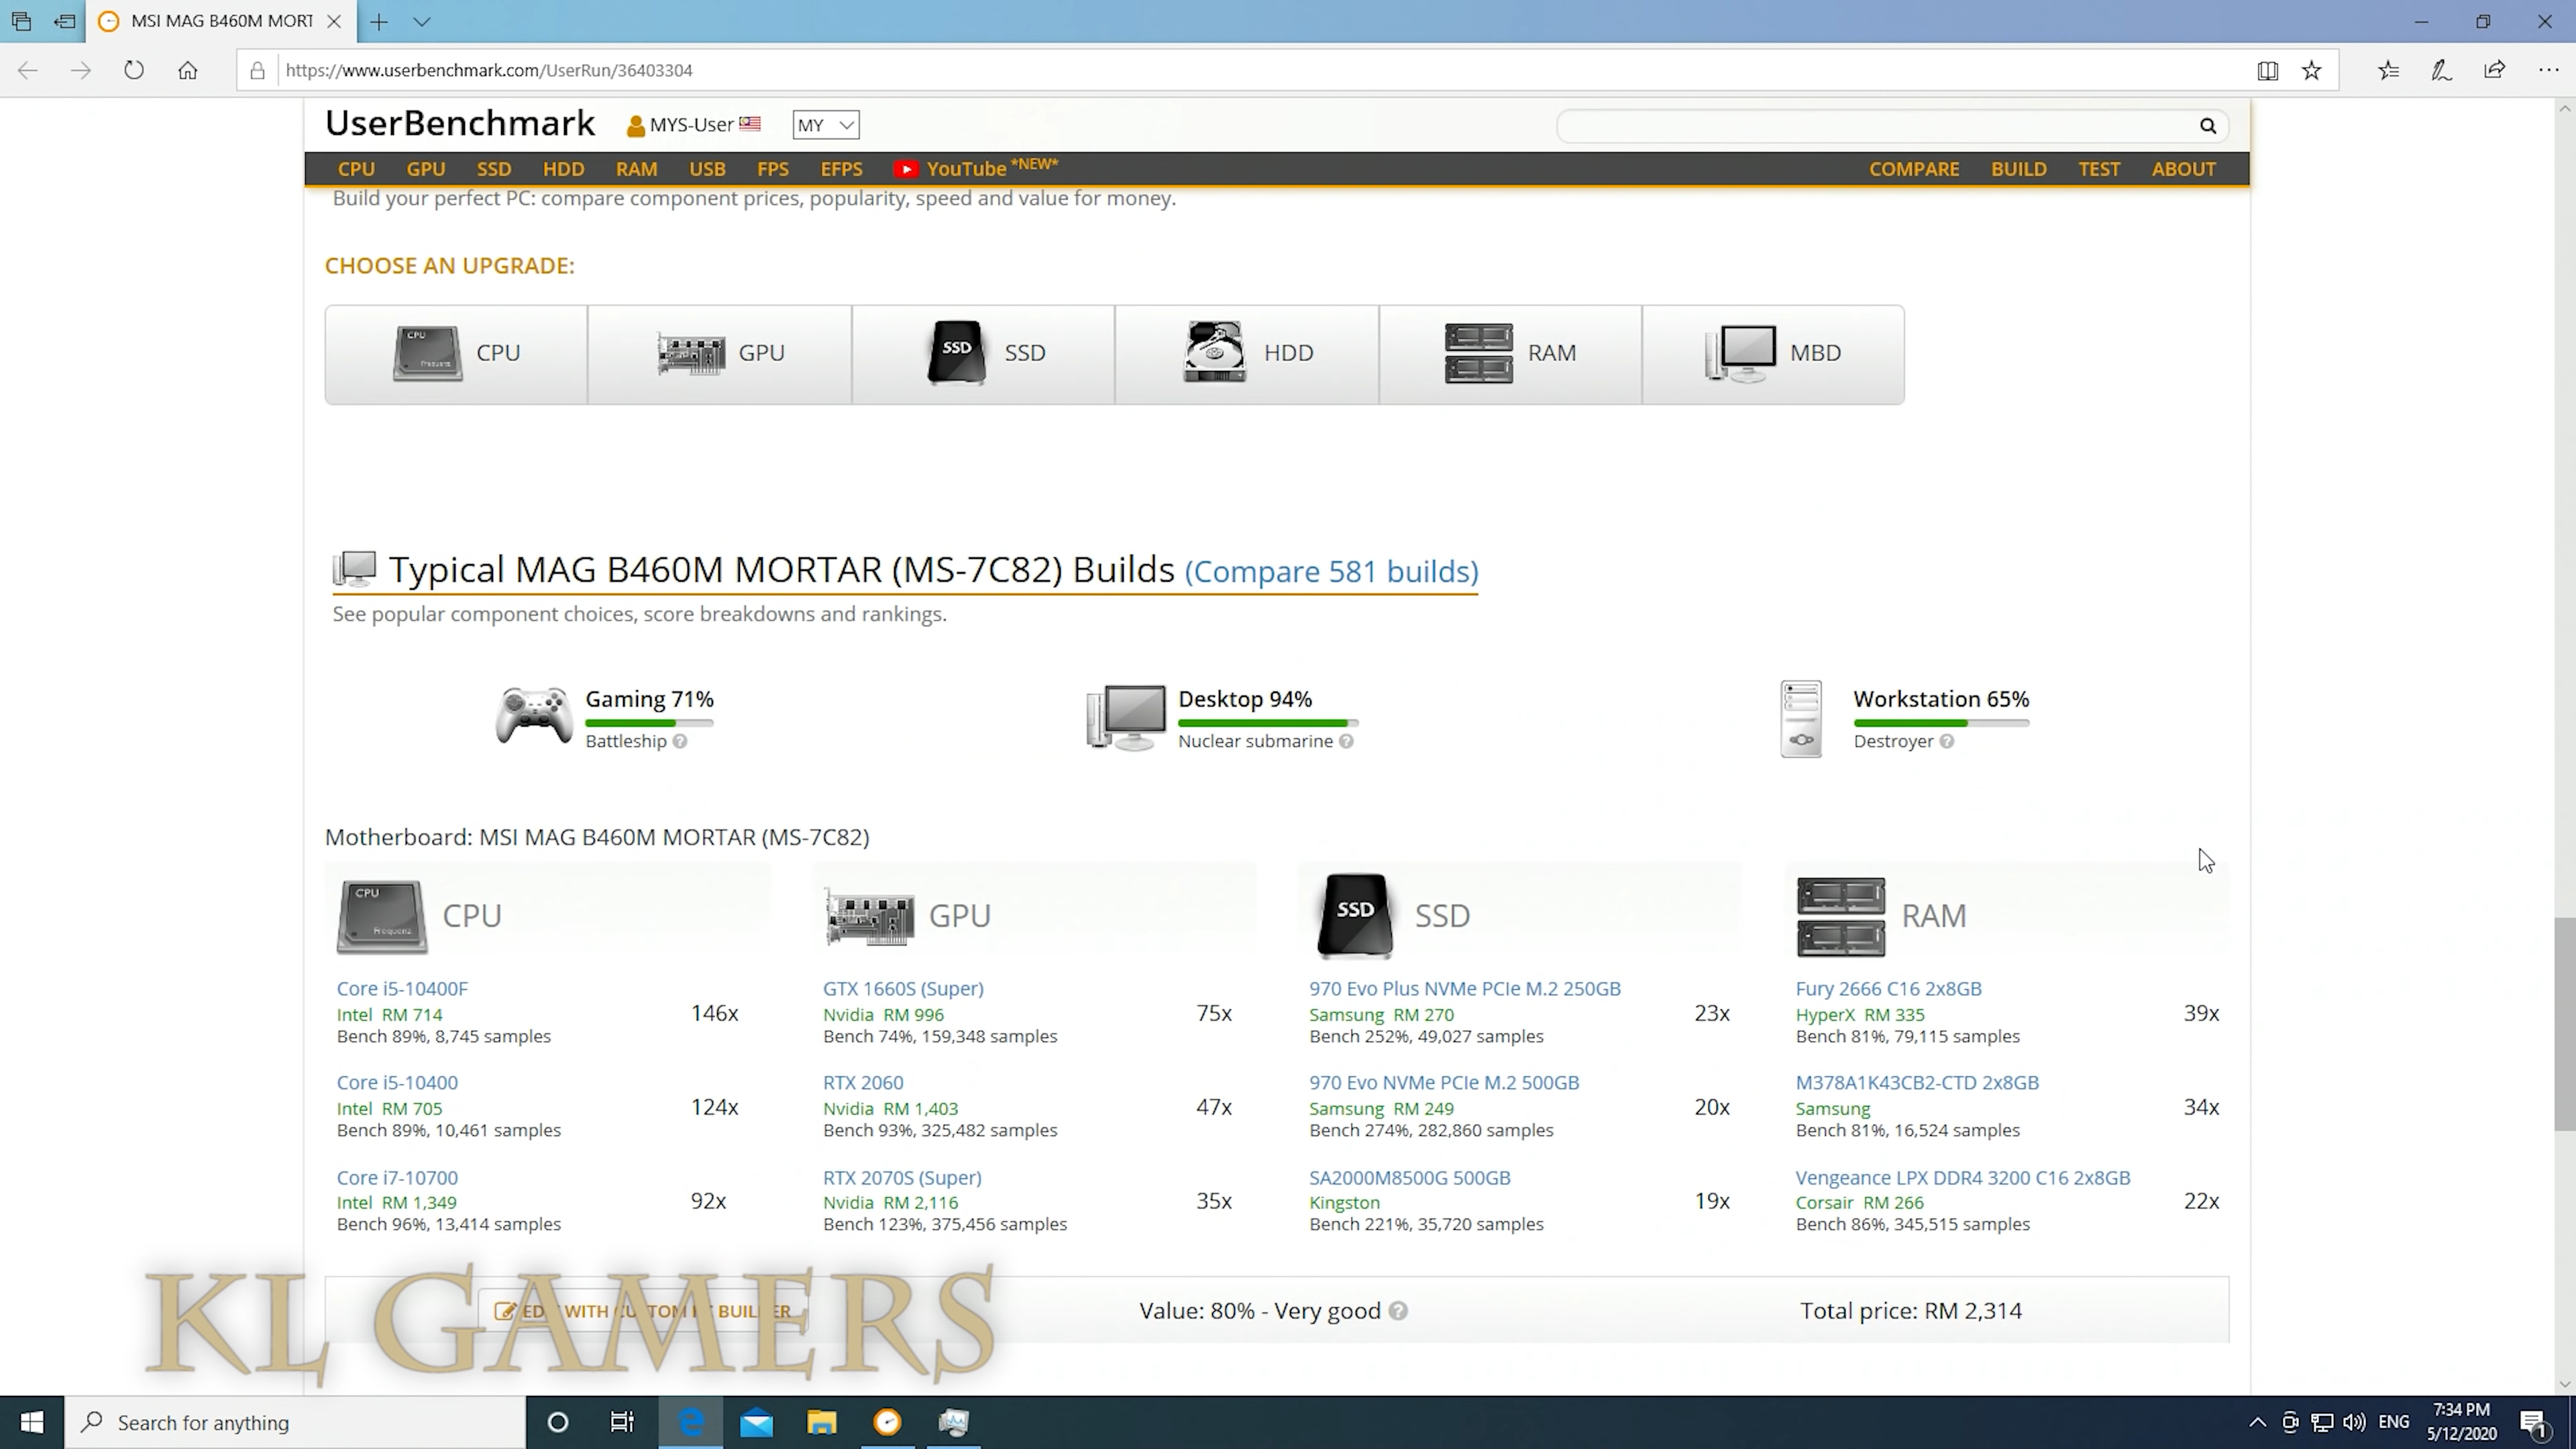 MSI MAG B460M MORT
https://www.userbenchmark.com/UserRun/36403304
UserBenchmark
MYS-User
MY
CPU GPU SSD HDD RAM USB FPS EFPS YouTube *NEW* COMPARE BUILD TEST ABOUT
Build your perfect PC: compare component prices, popularity, speed and value for money.
CHOOSE AN UPGRADE:
CPU GPU SSD HDD RAM MBD
Typical MAG B460M MORTAR (MS-7C82) Builds (Compare 581 builds)
See popular component choices, score breakdowns and rankings.
Gaming 71%
Battleship
Desktop 94%
Nuclear submarine
Workstation 65%
Destroyer
Motherboard: MSI MAG B460M MORTAR (MS-7C82)
CPU
Core i5-10400F
Intel RM 714
Bench 89%, 8,745 samples
146x
Core i5-10400
Intel RM 705
Bench 89%, 10,461 samples
124x
Core i7-10700
Intel RM 1,349
Bench 96%, 13,414 samples
92x
GPU
GTX 1660S (Super)
Nvidia RM 996
Bench 74%, 159,348 samples
75x
RTX 2060
Nvidia RM 1,403
Bench 93%, 325,482 samples
47x
RTX 2070S (Super)
Nvidia RM 2,116
Bench 123%, 375,456 samples
35x
SSD
970 Evo Plus NVMe PCIe M.2 250GB
Samsung RM 270
Bench 252%, 49,027 samples
23x
970 Evo NVMe PCIe M.2 500GB
Samsung RM 249
Bench 274%, 282,860 samples
20x
SA2000M8500G 500GB
Kingston
Bench 221%, 35,720 samples
19x
RAM
Fury 2666 C16 2x8GB
HyperX RM 335
Bench 81%, 79,115 samples
39x
M378A1K43CB2-CTD 2x8GB
Samsung
Bench 81%, 16,524 samples
34x
Vengeance LPX DDR4 3200 C16 2x8GB
Corsair RM 266
Bench 86%, 345,515 samples
22x
WITH
Value: 80% - Very good
Total price: RM 2,314
KL GAMERS
Search for anything
ENG
7:34 PM
5/12/2020
1